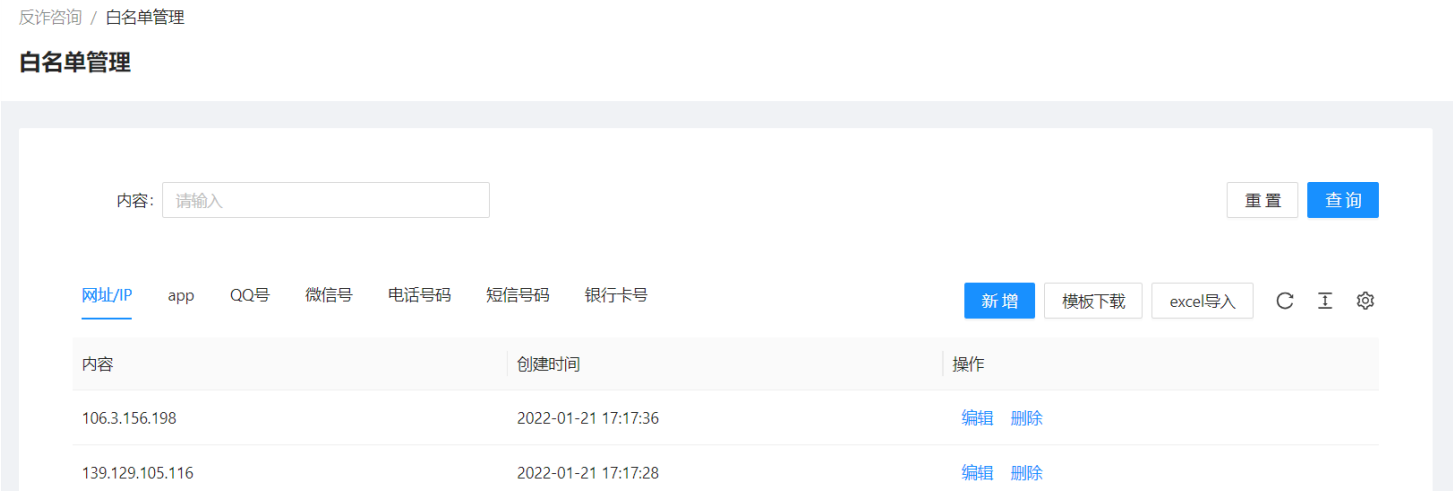 反诈咨询 / 白名单管理
白名单管理
内容: 请输入 重置 查询
网址/IP app QQ号 微信号 电话号码 短信号码 银行卡号 新增 模板下载 excel导入
内容 创建时间 操作
106.3.156.198 2022-01-21 17:17:36 编辑 删除
139.129.105.116 2022-01-21 17:17:28 编辑 删除